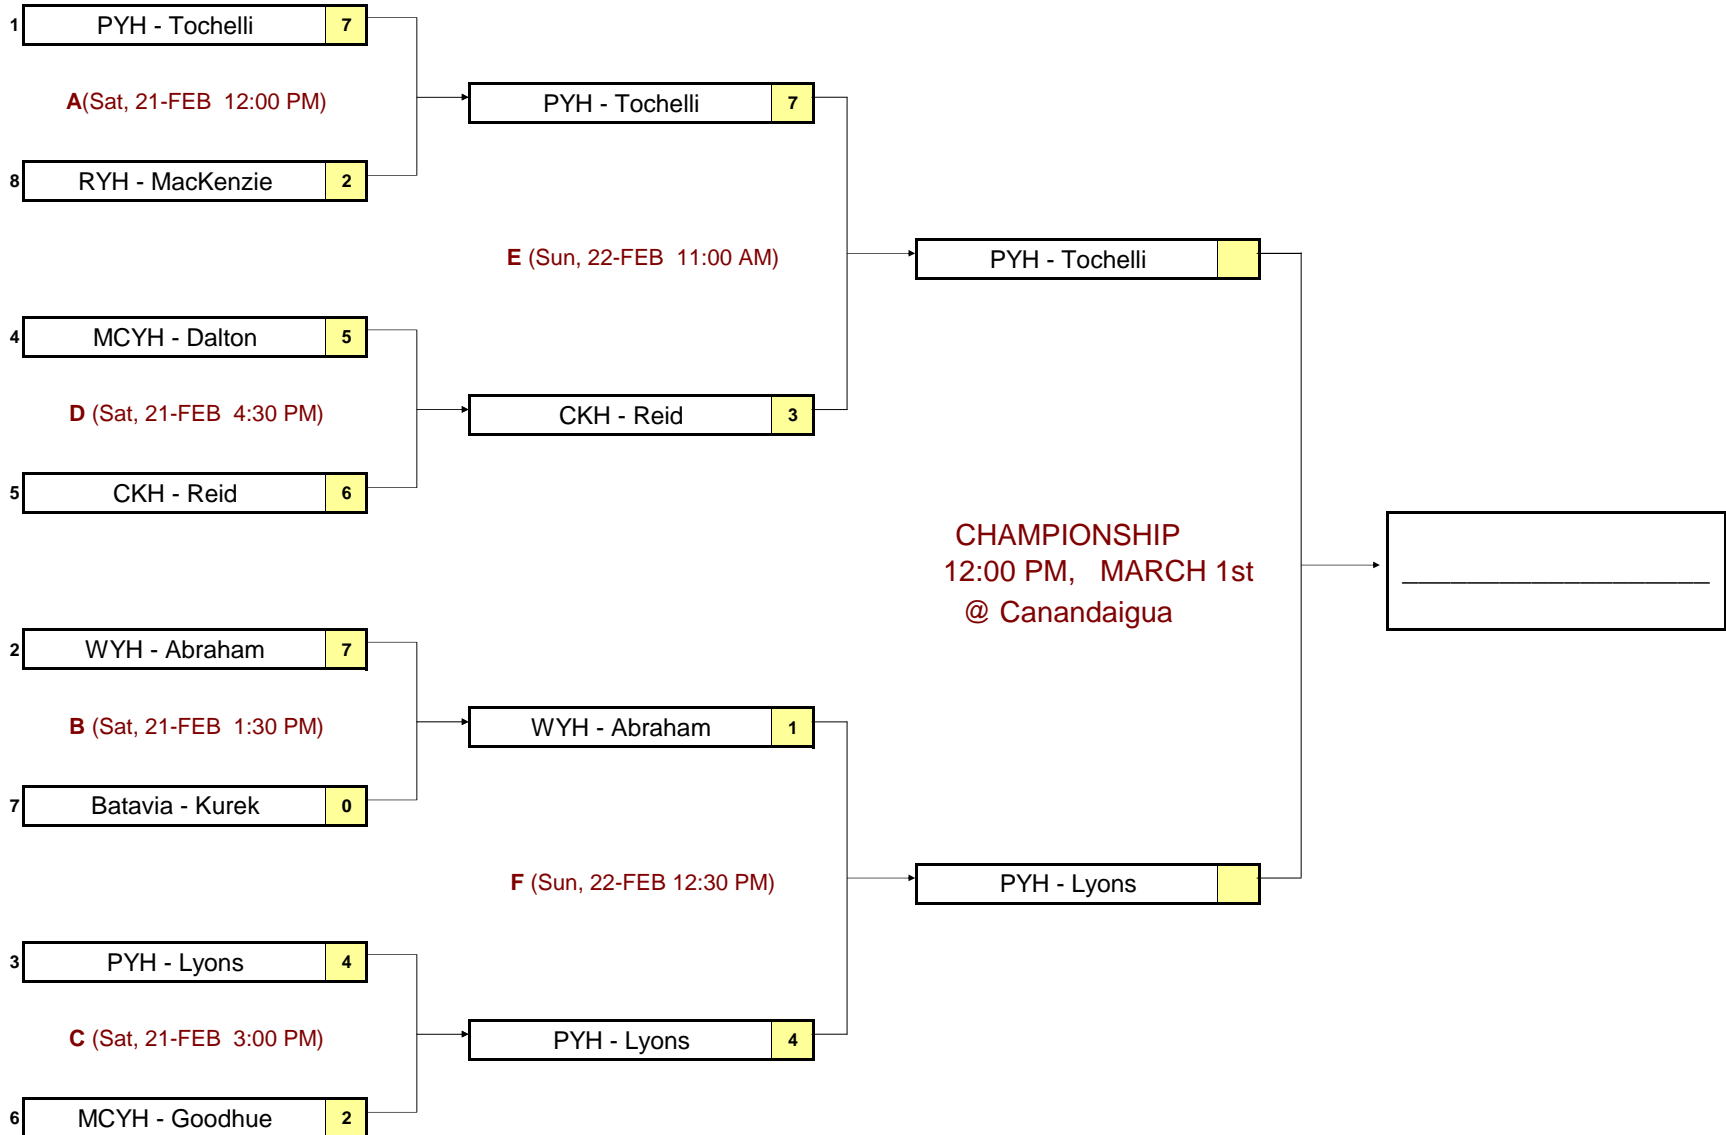 1 PYH - Tochelli 7
A(Sat, 21-FEB 12:00 PM)
8 RYH - MacKenzie 2
PYH - Tochelli 7
E (Sun, 22-FEB 11:00 AM)
PYH - Tochelli
4 MCYH - Dalton 5
D (Sat, 21-FEB 4:30 PM)
5 CKH - Reid 6
CKH - Reid 3
CHAMPIONSHIP
12:00 PM, MARCH 1st
@ Canandaigua
2 WYH - Abraham 7
B (Sat, 21-FEB 1:30 PM)
7 Batavia - Kurek 0
WYH - Abraham 1
F (Sun, 22-FEB 12:30 PM)
PYH - Lyons
3 PYH - Lyons 4
C (Sat, 21-FEB 3:00 PM)
6 MCYH - Goodhue 2
PYH - Lyons 4